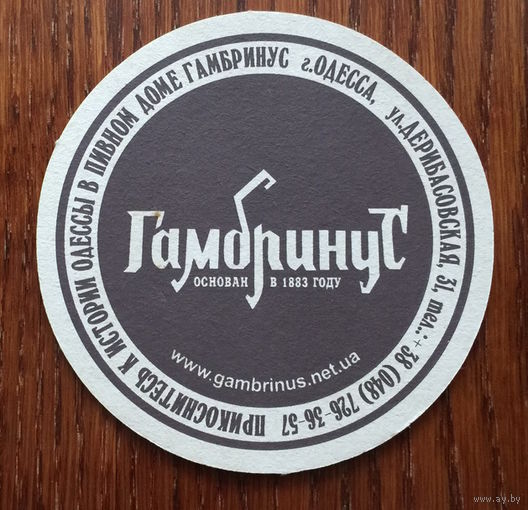 ПРИКОСНИТЕСЬ К ИСТОРИИ ОДЕССЫ В ПИВНОМ ДОМЕ ГАМБРИНУС г.ОДЕССА, ул.ДЕРИБАСОВСКАЯ, 31, тел.: +38 (048) 726-36-57
Гамбринус
ОСНОВАН В 1883 ГОДУ
www.gambrinus.net.ua
www.ay.by